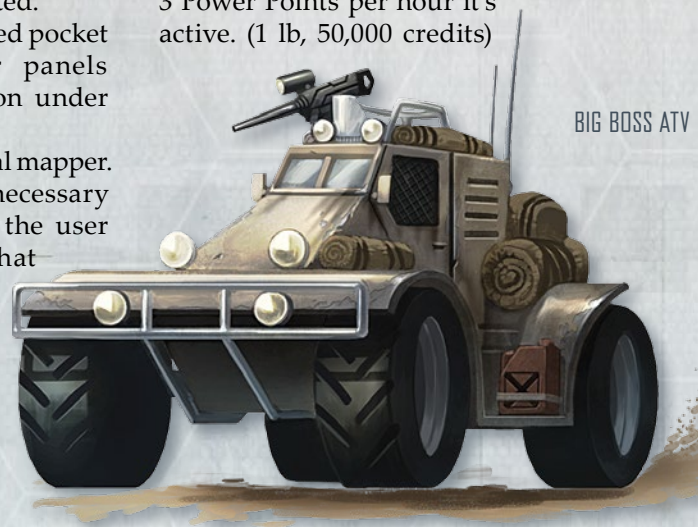 ted.
ed pocket
panels
on under
al mapper.
necessary
the user
hat
3 Power Points per hour it's
active. (1 lb, 50,000 credits)
BIG BOSS ATV